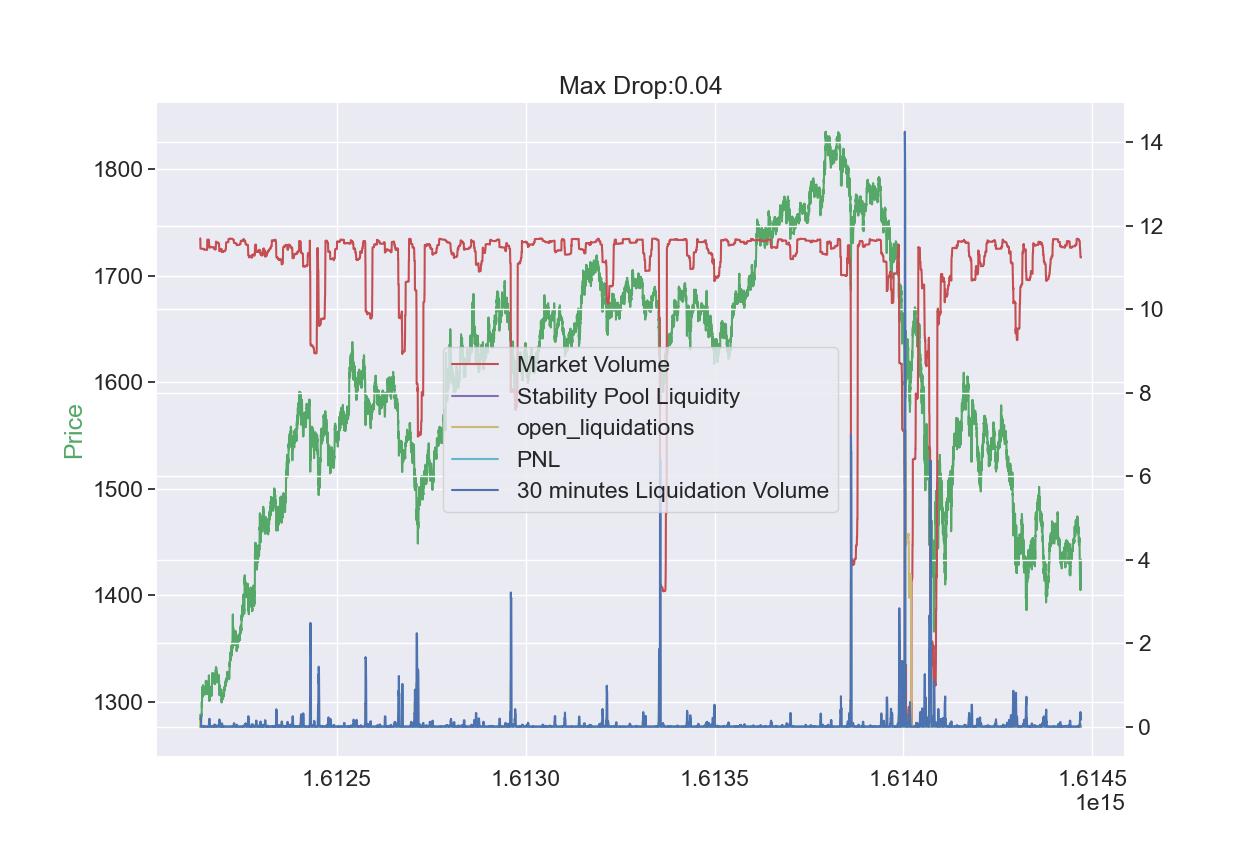 Max Drop:0.04
1800
1700
1600
1500
1400
1300
Price
14
12
10
8
6
4
2
0
Market Volume
Stability Pool Liquidity
open_liquidations
PNL
30 minutes Liquidation Volume
1.6125 1.6130 1.6135 1.6140 1.6145
1e15